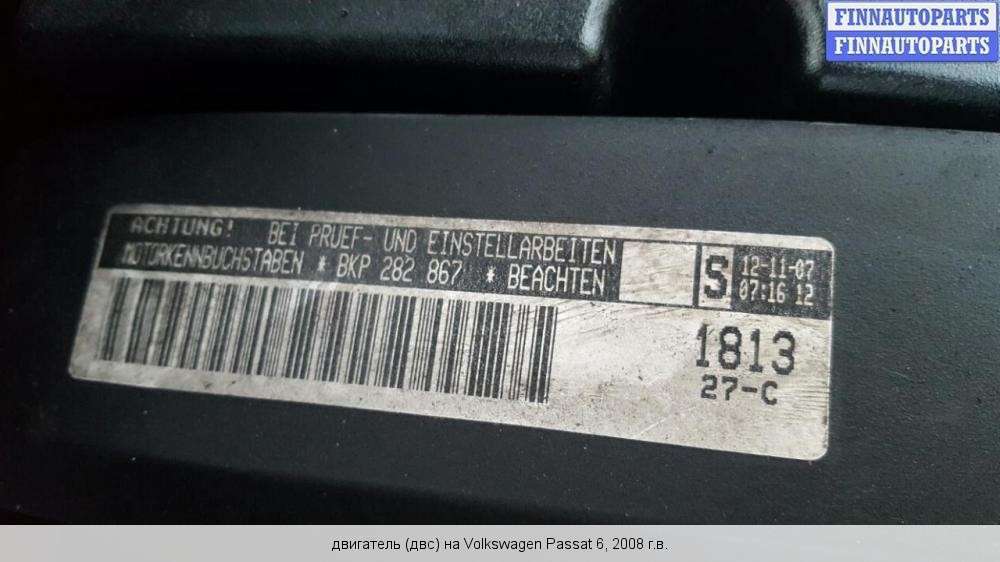 FINNAUTOPARTS
FINNAUTOPARTS
ACHTUNG! BEI PRUEF- UND EINSTELLARBEITEN
MOTORKENNBUCHSTABEN * BKP 282 867 * BEACHTEN
S
12-11-07
07:16 12
1813
27-C
двигатель (двс) на Volkswagen Passat 6, 2008 г.в.